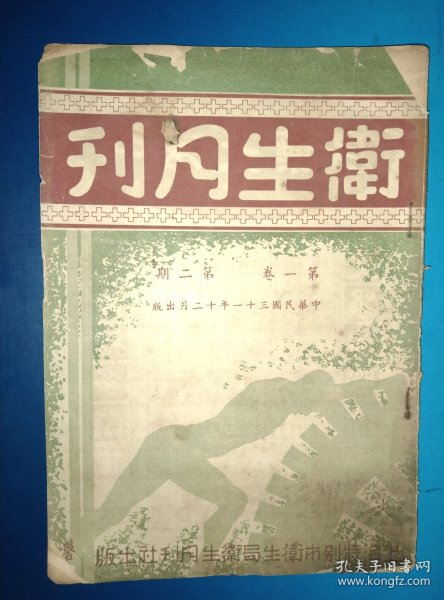 衛生月刊
第一卷 第二期
中華民國三十一年十二月出版
上海特别市衛生局衛生月刊社出版
孔夫子旧书网
www.kongfz.com